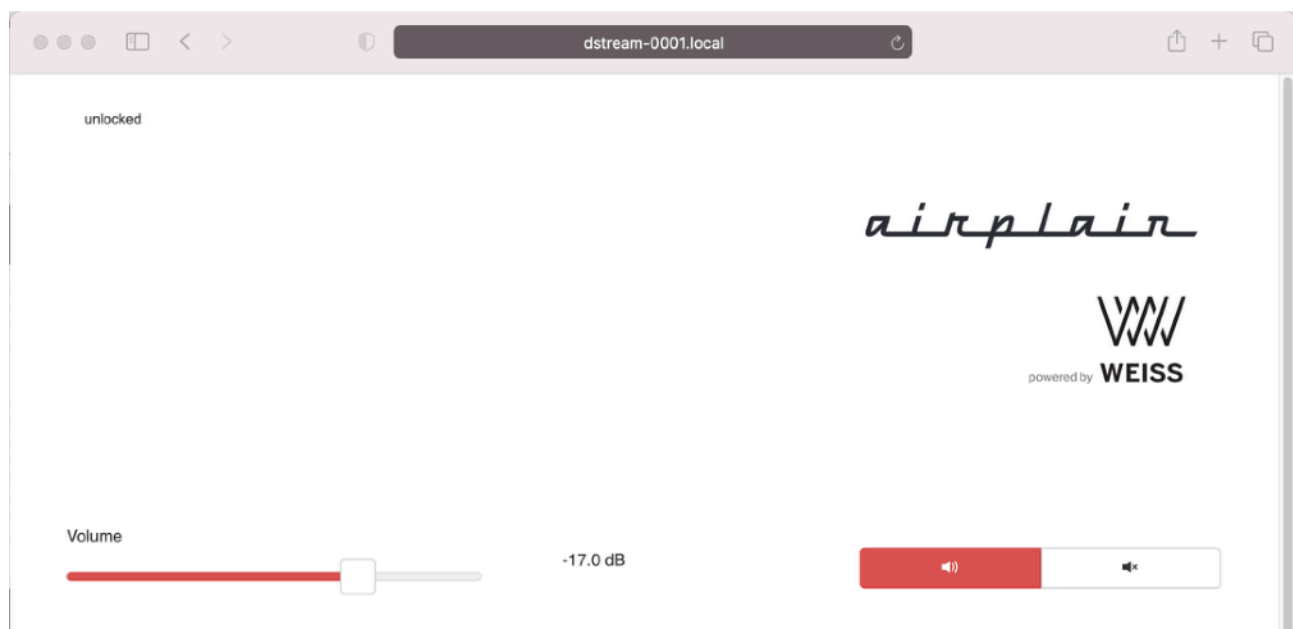 dstream-0001.local
unlocked
airplain
powered by WEISS
Volume
-17.0 dB